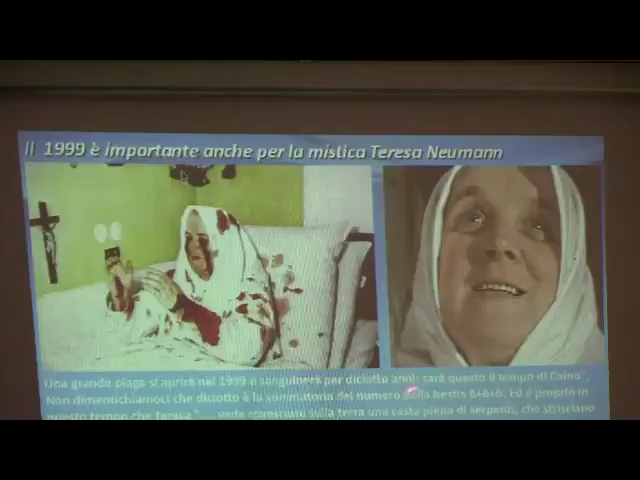 Il 1999 è importante anche per la mistica Teresa Neumann
Una grande piaga si aprirà nel 1999 e sanguinerà per diciotto anni: sarà questo il tempo di Caino".
Non dimentichiamoci che diciotto è la sommatoria del numero della bestia 6+6+6. Ed è proprio in
questo tempo che Teresa "... vede comparire sulla terra una cosa piena di serpenti, che strisciano